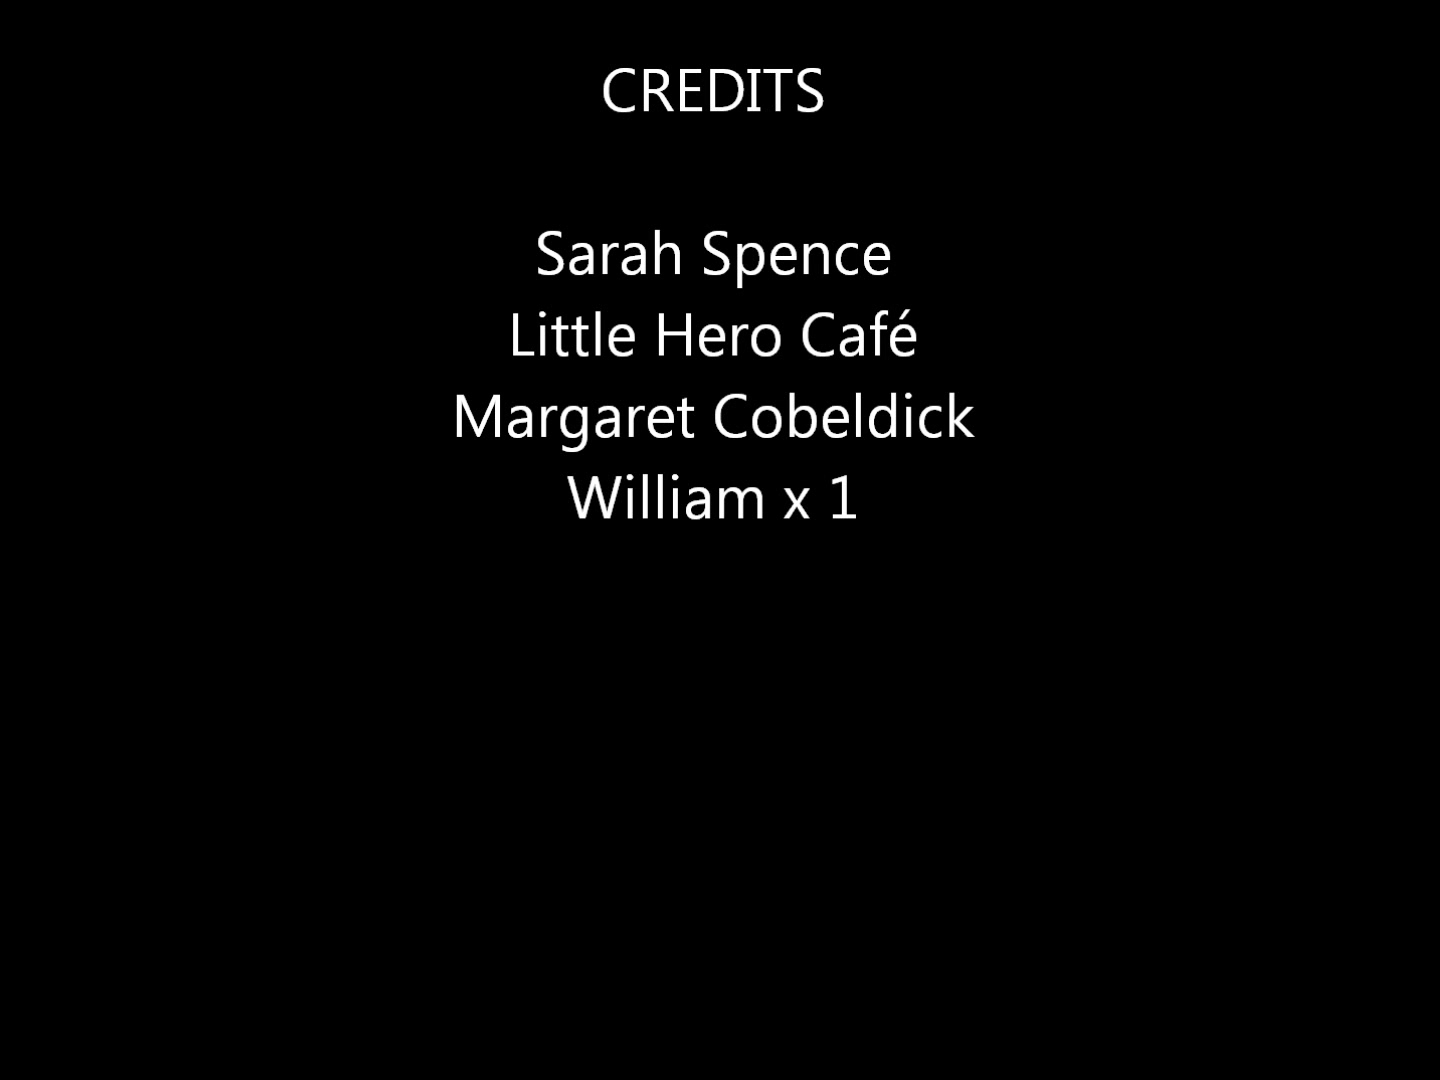 CREDITS
Sarah Spence
Little Hero Café
Margaret Cobeldick
William x 1